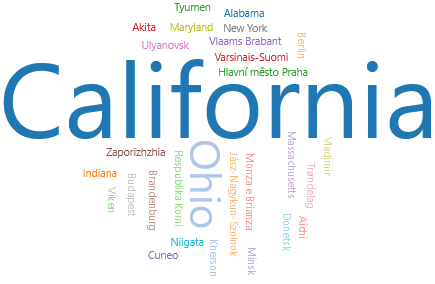 Tyumen
Alabama
Akita
Maryland
New York
Ulyanovsk
Vlaams Brabant
Berlin
Varsinais-Suomi
Hlavní město Praha
California
Zaporizhzhia
Ohio
Indiana
Viken
Budapest
Brandenburg
Respublika Komi
Jász-Nagykun-Szolnok
Monza e Brianza
Massachusetts
Trøndelag
Vladimir
Niigata
Kherson
Minsk
Donetsk
Aichi
Cuneo